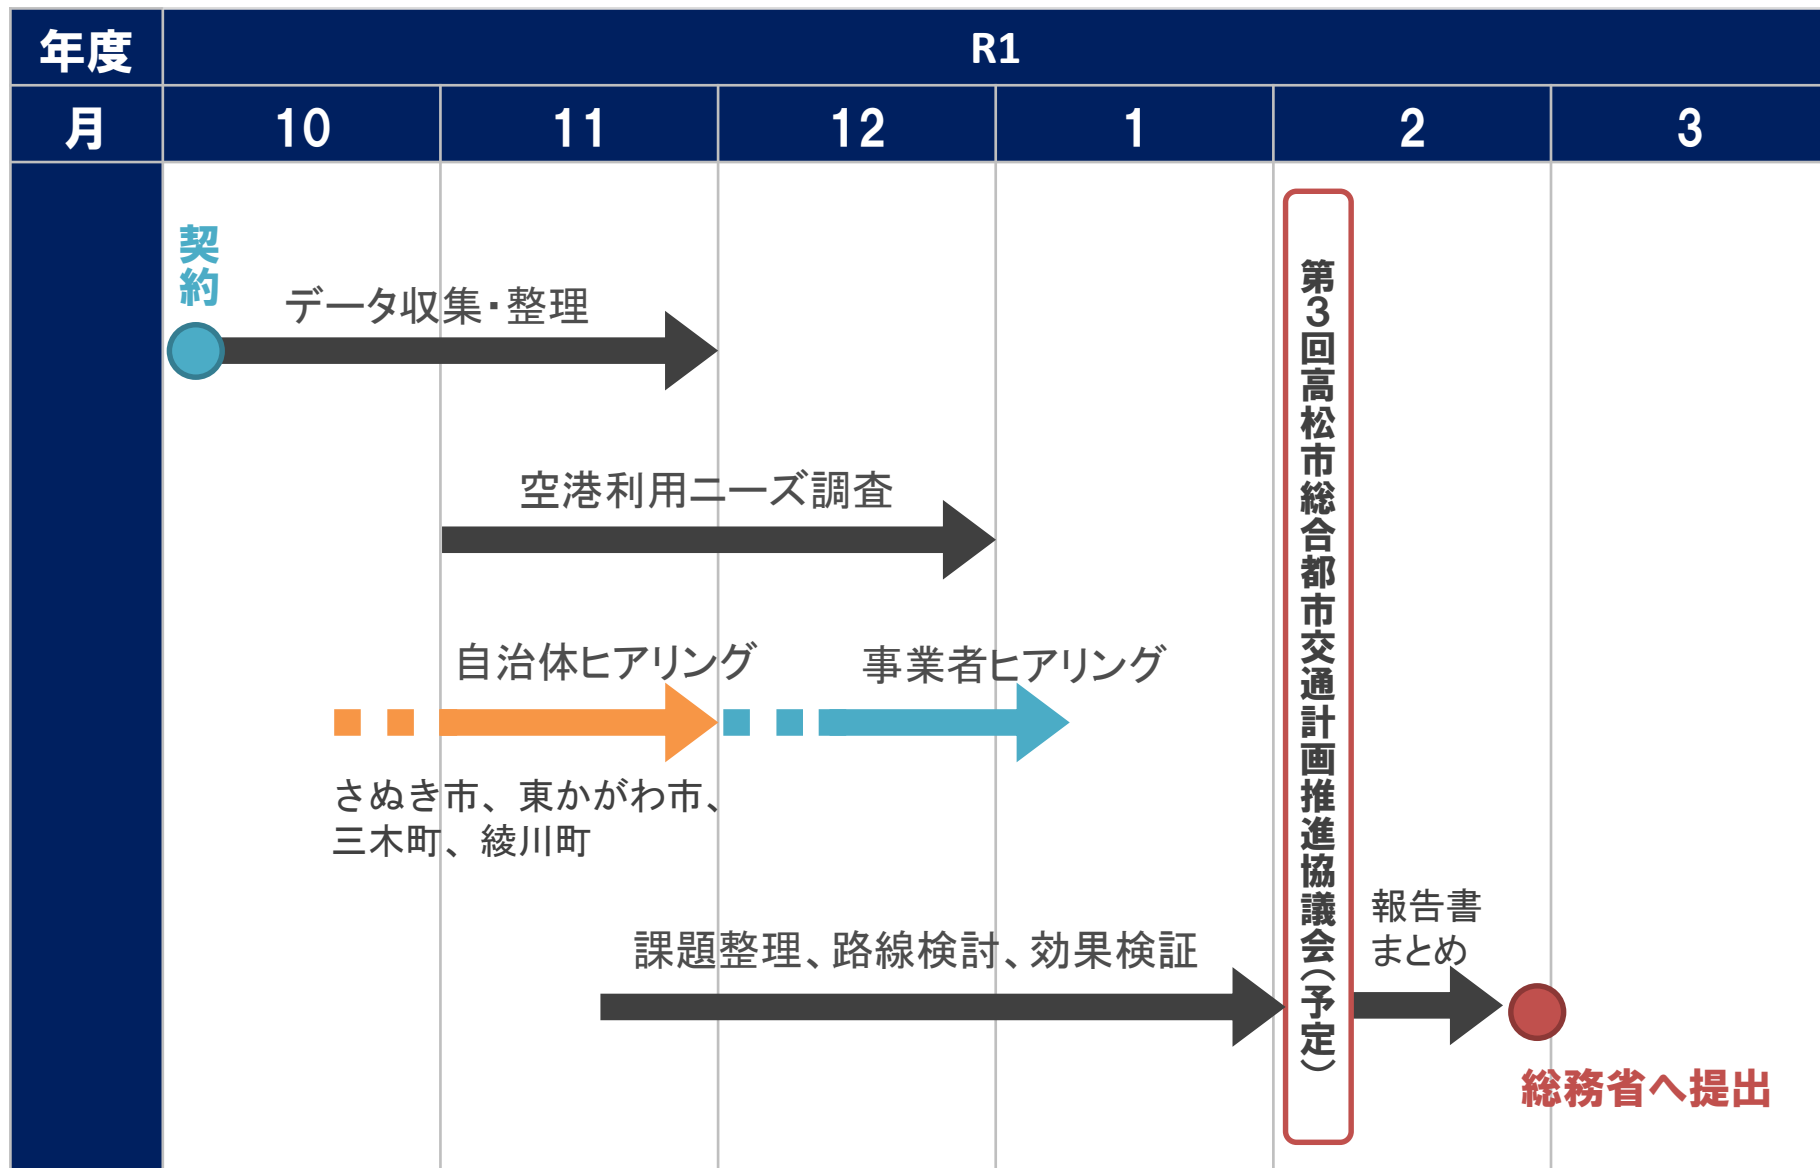 年度
R1
月
10
11
12
1
2
3
契約
データ収集・整理
空港利用ニーズ調査
自治体ヒアリング
事業者ヒアリング
さぬき市、東かがわ市、
三木町、綾川町
課題整理、路線検討、効果検証
第3回高松市総合都市交通計画推進協議会(予定)
報告書
まとめ
総務省へ提出